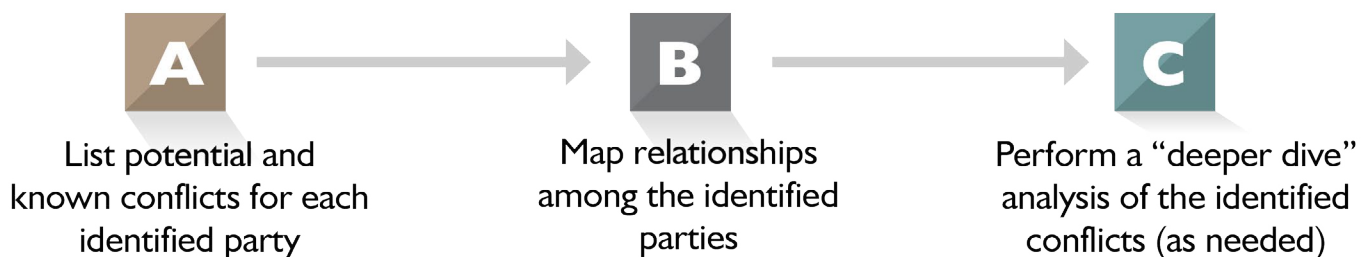 A
B
C
List potential and
known conflicts for each
identified party
Map relationships
among the identified
parties
Perform a “deeper dive”
analysis of the identified
conflicts (as needed)